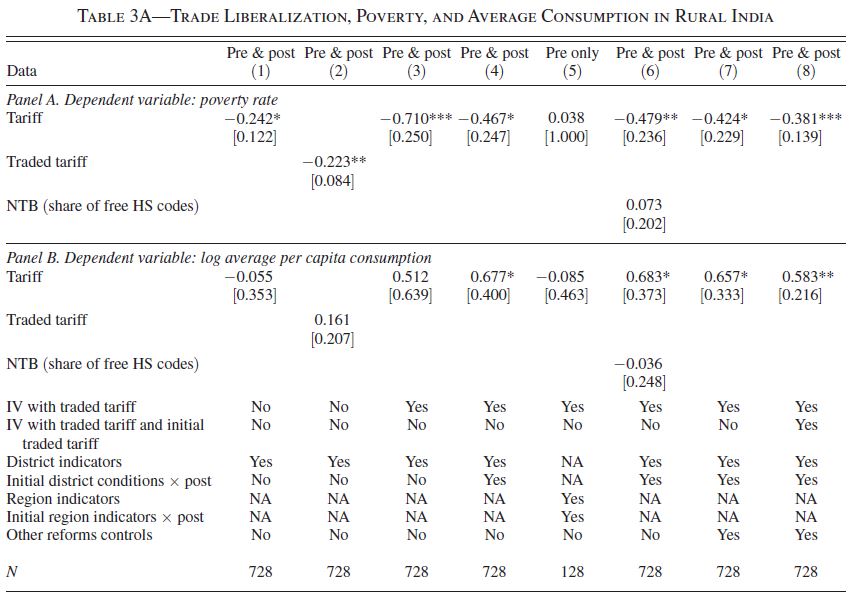 TABLE 3A—TRADE LIBERALIZATION, POVERTY, AND AVERAGE CONSUMPTION IN RURAL INDIA
Data Pre & post (1) Pre & post (2) Pre & post (3) Pre & post (4) Pre only (5) Pre & post (6) Pre & post (7) Pre & post (8)
Panel A. Dependent variable: poverty rate
Tariff −0.242* −0.710*** −0.467* 0.038 −0.479** −0.424* −0.381***
[0.122] [0.250] [0.247] [1.000] [0.236] [0.229] [0.139]
Traded tariff −0.223**
[0.084]
NTB (share of free HS codes) 0.073
[0.202]
Panel B. Dependent variable: log average per capita consumption
Tariff −0.055 0.512 0.677* −0.085 0.683* 0.657* 0.583**
[0.353] [0.639] [0.400] [0.463] [0.373] [0.333] [0.216]
Traded tariff 0.161
[0.207]
NTB (share of free HS codes) −0.036
[0.248]
IV with traded tariff No No Yes Yes Yes Yes Yes Yes
IV with traded tariff and initial No No No No No No No Yes
traded tariff
District indicators Yes Yes Yes Yes NA Yes Yes Yes
Initial district conditions × post No No No Yes NA Yes Yes Yes
Region indicators NA NA NA NA Yes NA NA NA
Initial region indicators × post NA NA NA NA Yes NA NA NA
Other reforms controls No No No No No No Yes Yes
N 728 728 728 728 128 728 728 728